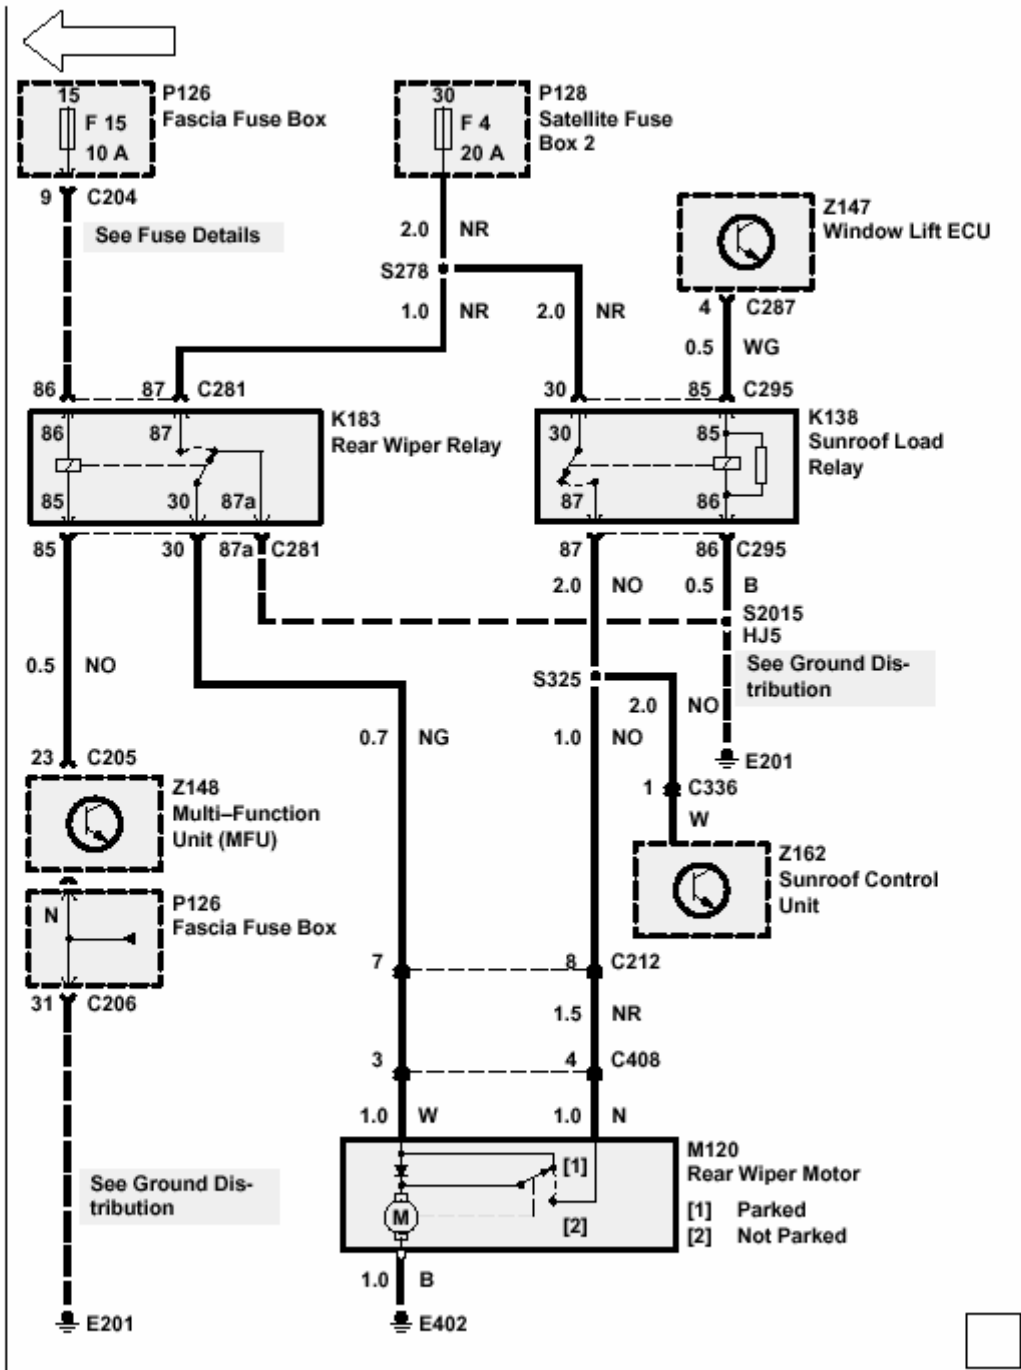 15
F 15
10 A
P126
Fascia Fuse Box
30
F 4
20 A
P128
Satellite Fuse
Box 2
9 C204
See Fuse Details
2.0 NR
S278
1.0 NR
2.0 NR
Z147
Window Lift ECU
4 C287
0.5 WG
86 87 C281
30 85 C295
K183
Rear Wiper Relay
86 87
85 30 87a
K138
Sunroof Load
Relay
30 85
87 86
85 30 87a C281
87 86 C295
2.0 NO
0.5 B
S2015
HJ5
See Ground Dis-
tribution
0.5 NO
S325
2.0 NO
0.7 NG
1.0 NO
E201
23 C205
1 C336
W
Z148
Multi–Function
Unit (MFU)
Z162
Sunroof Control
Unit
N
P126
Fascia Fuse Box
7 8 C212
31 C206
1.5 NR
3 4 C408
1.0 W
1.0 N
M120
Rear Wiper Motor
[1] Parked
[2] Not Parked
[1]
M
[2]
See Ground Dis-
tribution
1.0 B
E201
E402